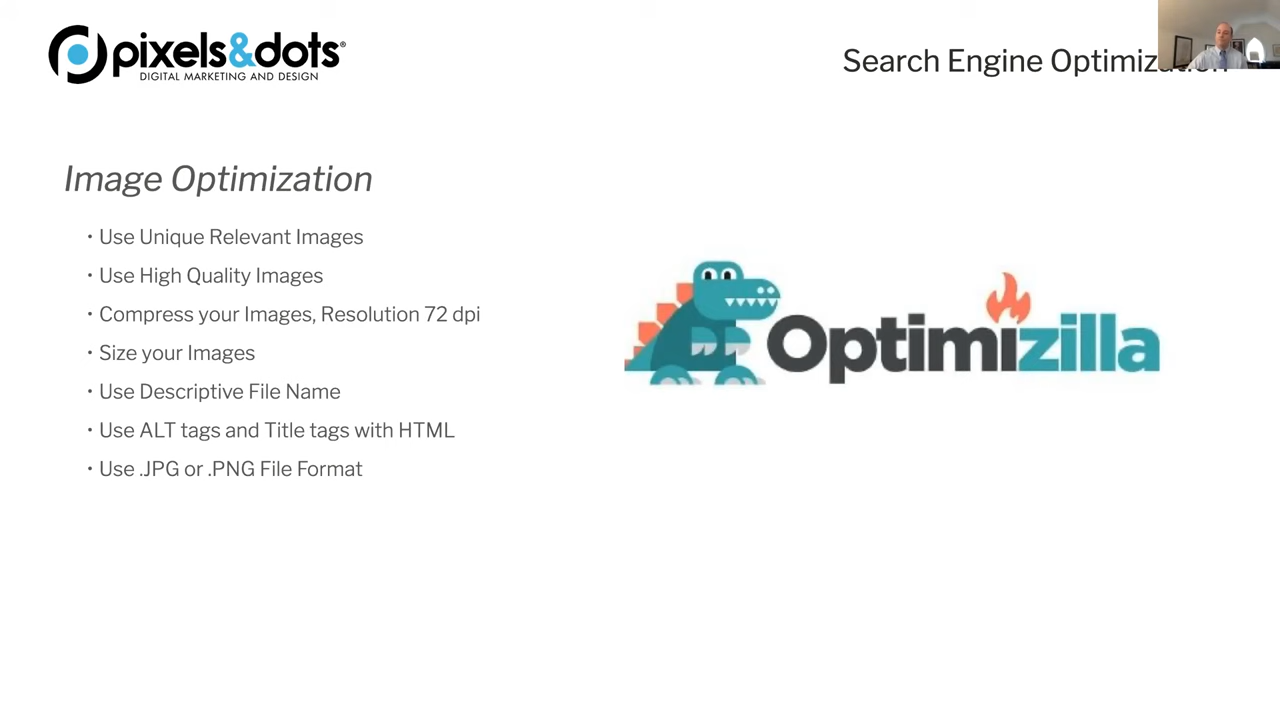 pixels&dots®
DIGITAL MARKETING AND DESIGN
Search Engine Optimization
Image Optimization
• Use Unique Relevant Images
• Use High Quality Images
• Compress your Images, Resolution 72 dpi
• Size your Images
• Use Descriptive File Name
• Use ALT tags and Title tags with HTML
• Use .JPG or .PNG File Format
Optimizilla